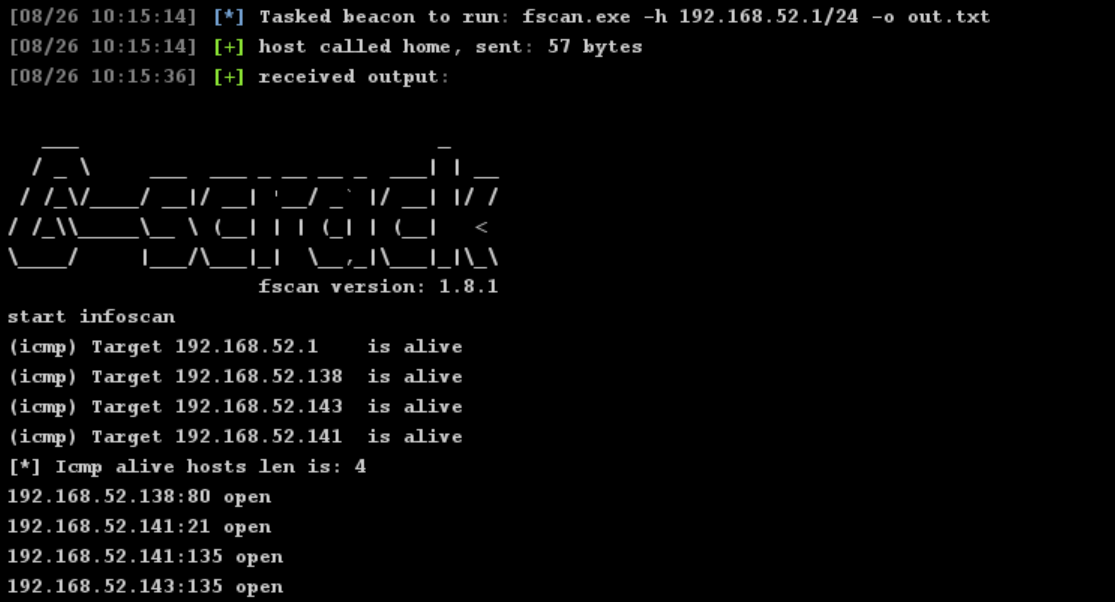 [08/26 10:15:14] [*] Tasked beacon to run: fscan.exe -h 192.168.52.1/24 -o out.txt
[08/26 10:15:14] [+] host called home, sent: 57 bytes
[08/26 10:15:36] [+] received output:
   ___                              _
  / _ \     ___  ___ _ __ __ _  ___| | __
 / /_\/____/ __|/ __| '__/ _` |/ __| |/ /
/ /_\\_____\__ \ (__| | | (_| | (__|   <
\____/     |___/\___|_|  \__,_|\___|_|\_\
                     fscan version: 1.8.1
start infoscan
(icmp) Target 192.168.52.1    is alive
(icmp) Target 192.168.52.138  is alive
(icmp) Target 192.168.52.143  is alive
(icmp) Target 192.168.52.141  is alive
[*] Icmp alive hosts len is: 4
192.168.52.138:80 open
192.168.52.141:21 open
192.168.52.141:135 open
192.168.52.143:135 open